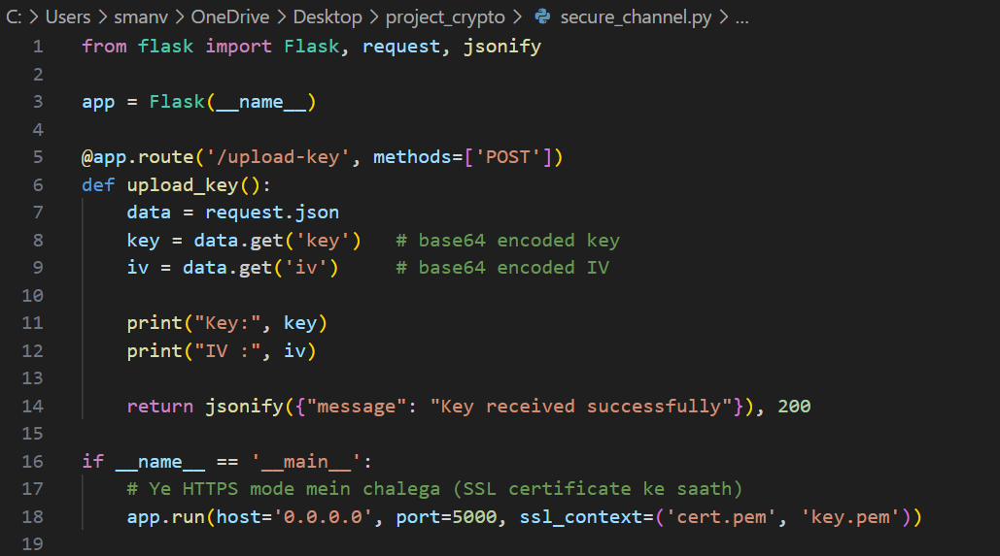 C: > Users > smanv > OneDrive > Desktop > project_crypto > secure_channel.py > ...
1 from flask import Flask, request, jsonify
2
3 app = Flask(__name__)
4
5 @app.route('/upload-key', methods=['POST'])
6 def upload_key():
7     data = request.json
8     key = data.get('key')   # base64 encoded key
9     iv = data.get('iv')     # base64 encoded IV
10
11     print("Key:", key)
12     print("IV :", iv)
13
14     return jsonify({"message": "Key received successfully"}), 200
15
16 if __name__ == '__main__':
17     # Ye HTTPS mode mein chalega (SSL certificate ke saath)
18     app.run(host='0.0.0.0', port=5000, ssl_context=('cert.pem', 'key.pem'))
19